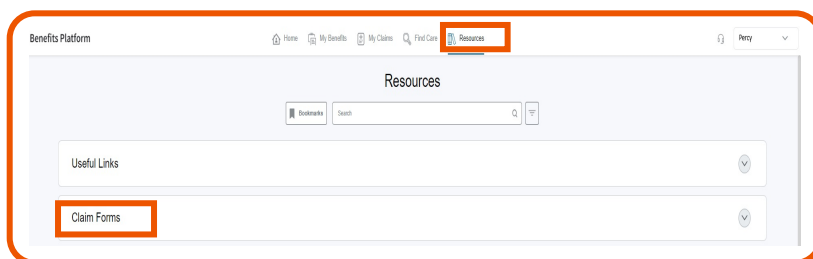 Benefits Platform Home My Benefits My Claims Find Care Resources Percy
Resources
Bookmarks Search
Useful Links
Claim Forms